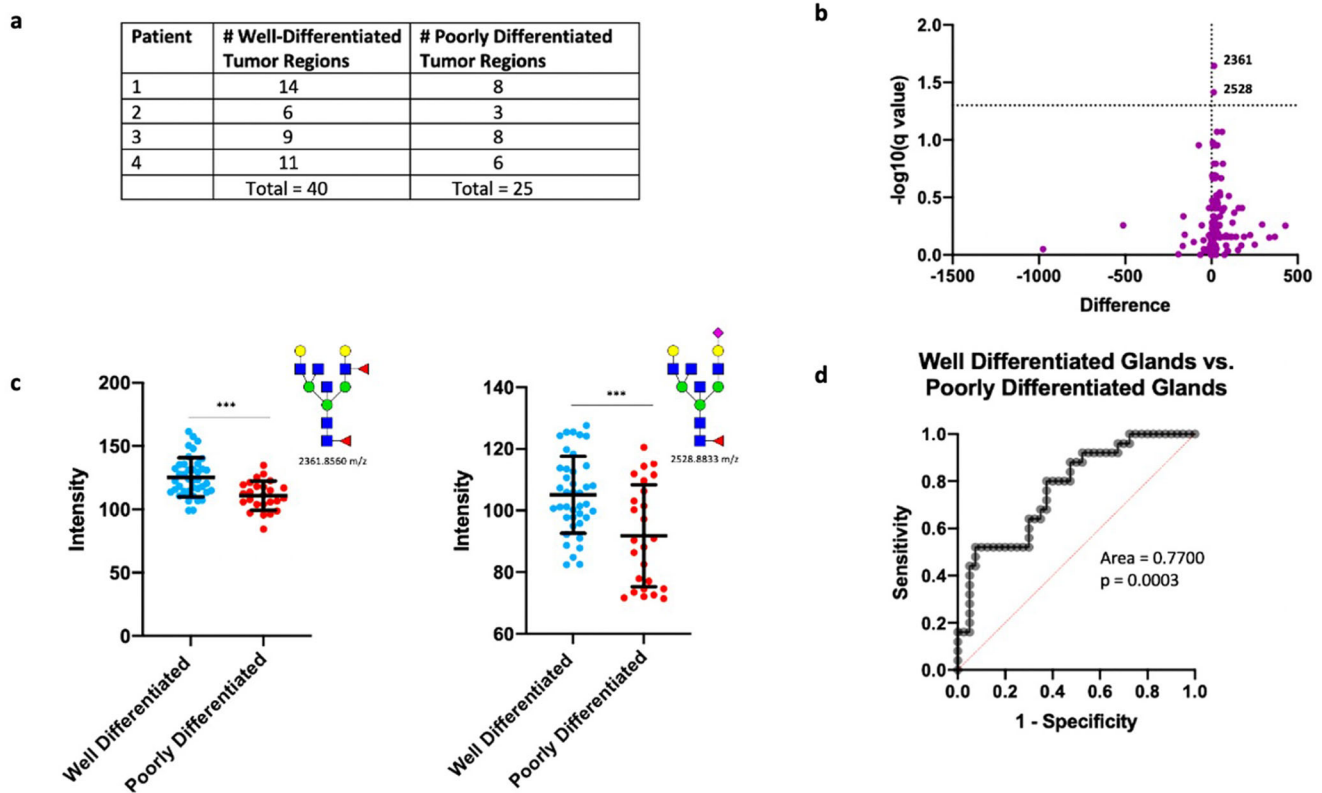 a
Patient # Well-Differentiated Tumor Regions # Poorly Differentiated Tumor Regions
1 14 8
2 6 3
3 9 8
4 11 6
Total = 40 Total = 25
b
2.0
1.5
1.0
0.5
0.0
-log10(q value)
2361
2528
-1500 -1000 -500 0 500
Difference
c
200
150
100
50
0
Intensity
***
2361.8560 m/z
Well Differentiated
Poorly Differentiated
140
120
100
80
60
Intensity
***
2528.8833 m/z
Well Differentiated
Poorly Differentiated
d
Well Differentiated Glands vs.
Poorly Differentiated Glands
1.0
0.8
0.6
0.4
0.2
0.0
Sensitivity
Area = 0.7700
p = 0.0003
0.0 0.2 0.4 0.6 0.8 1.0
1 - Specificity